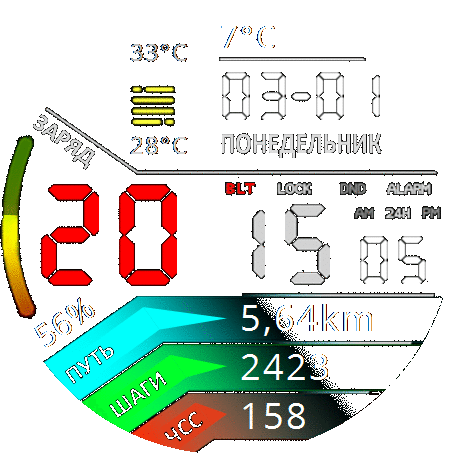 7°C
33°C
03-01
28°C
ПОНЕДЕЛЬНИК
ЗАРЯД
BLT LOCK DND ALARM
AM 24H PM
20 15 05
56%
ПУТЬ 5,64km
ШАГИ 2423
ЧСС 158